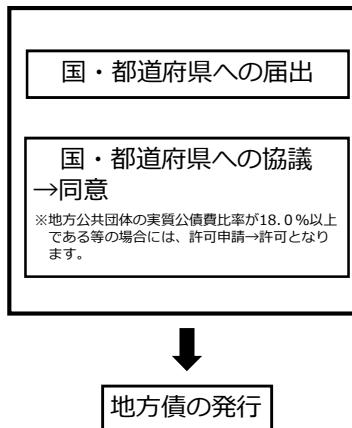 国・都道府県への届出
国・都道府県への協議
→同意
※地方公共団体の実質公債費比率が18.0%以上
である等の場合には、許可申請→許可となり
ます。
地方債の発行